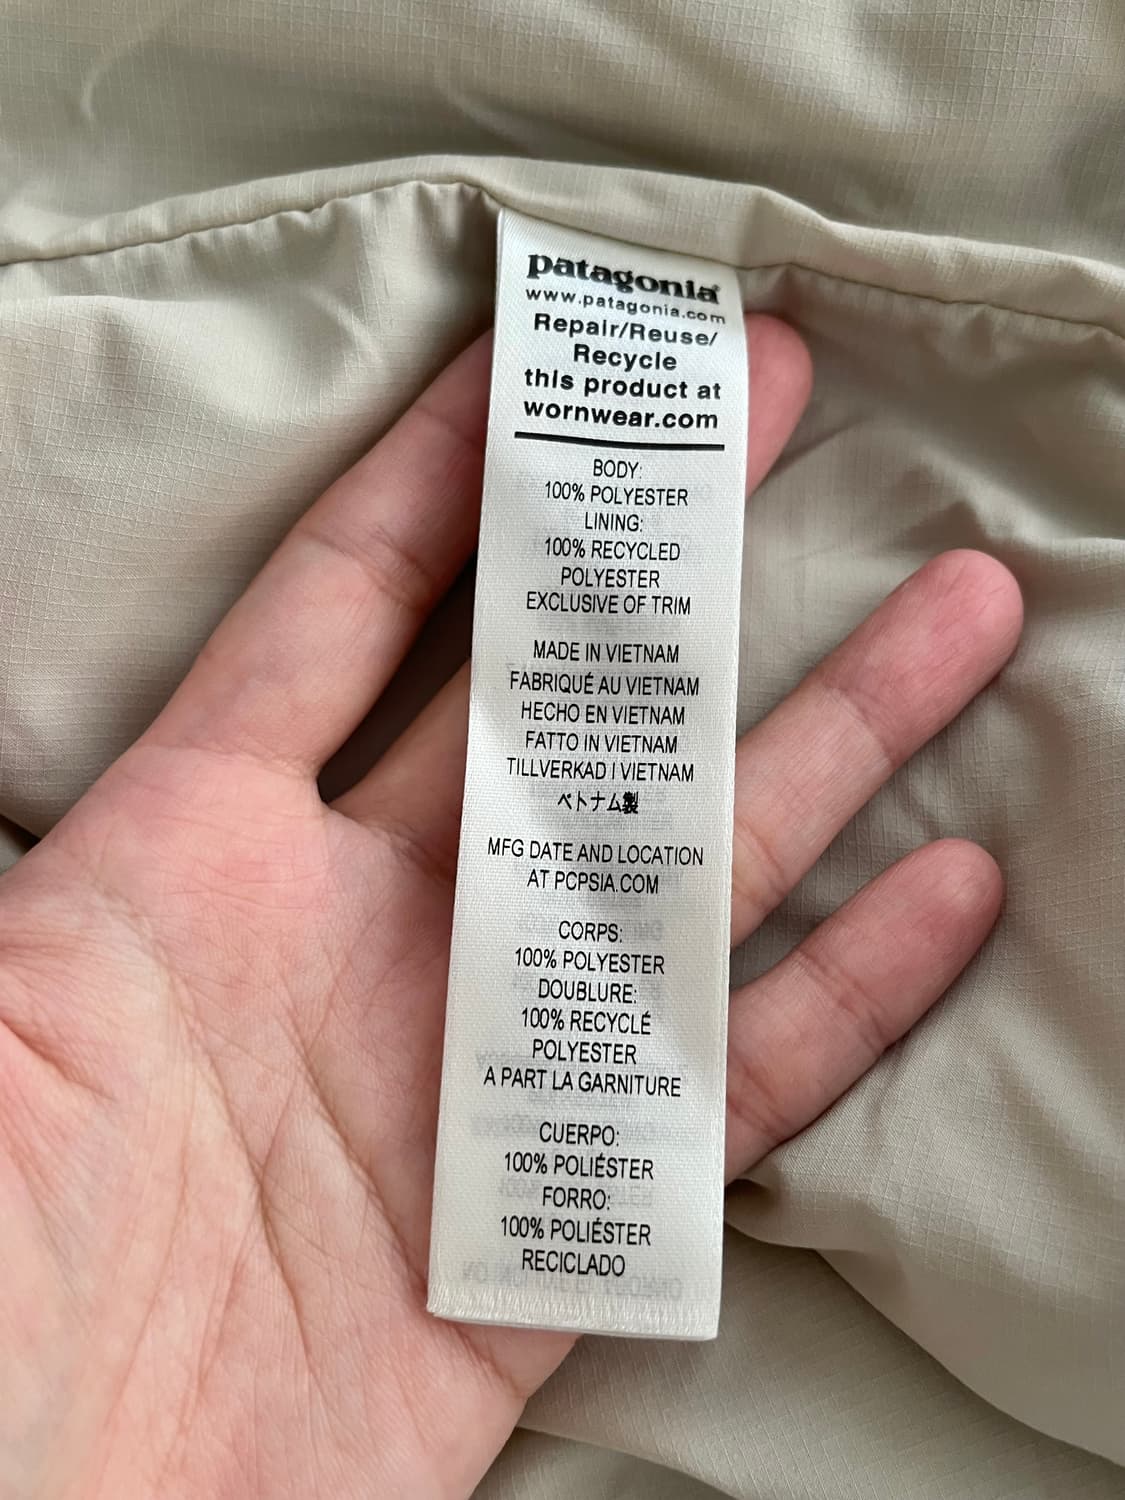 patagonia®
www.patagonia.com
Repair/Reuse/
Recycle
this product at
wornwear.com
BODY:
100% POLYESTER
LINING:
100% RECYCLED
POLYESTER
EXCLUSIVE OF TRIM
MADE IN VIETNAM
FABRIQUÉ AU VIETNAM
HECHO EN VIETNAM
FATTO IN VIETNAM
TILLVERKAD I VIETNAM
ベトナム製
MFG DATE AND LOCATION
AT PCPSIA.COM
CORPS:
100% POLYESTER
DOUBLURE:
100% RECYCLÉ
POLYESTER
A PART LA GARNITURE
CUERPO:
100% POLIÉSTER
FORRO:
100% POLIÉSTER
RECICLADO